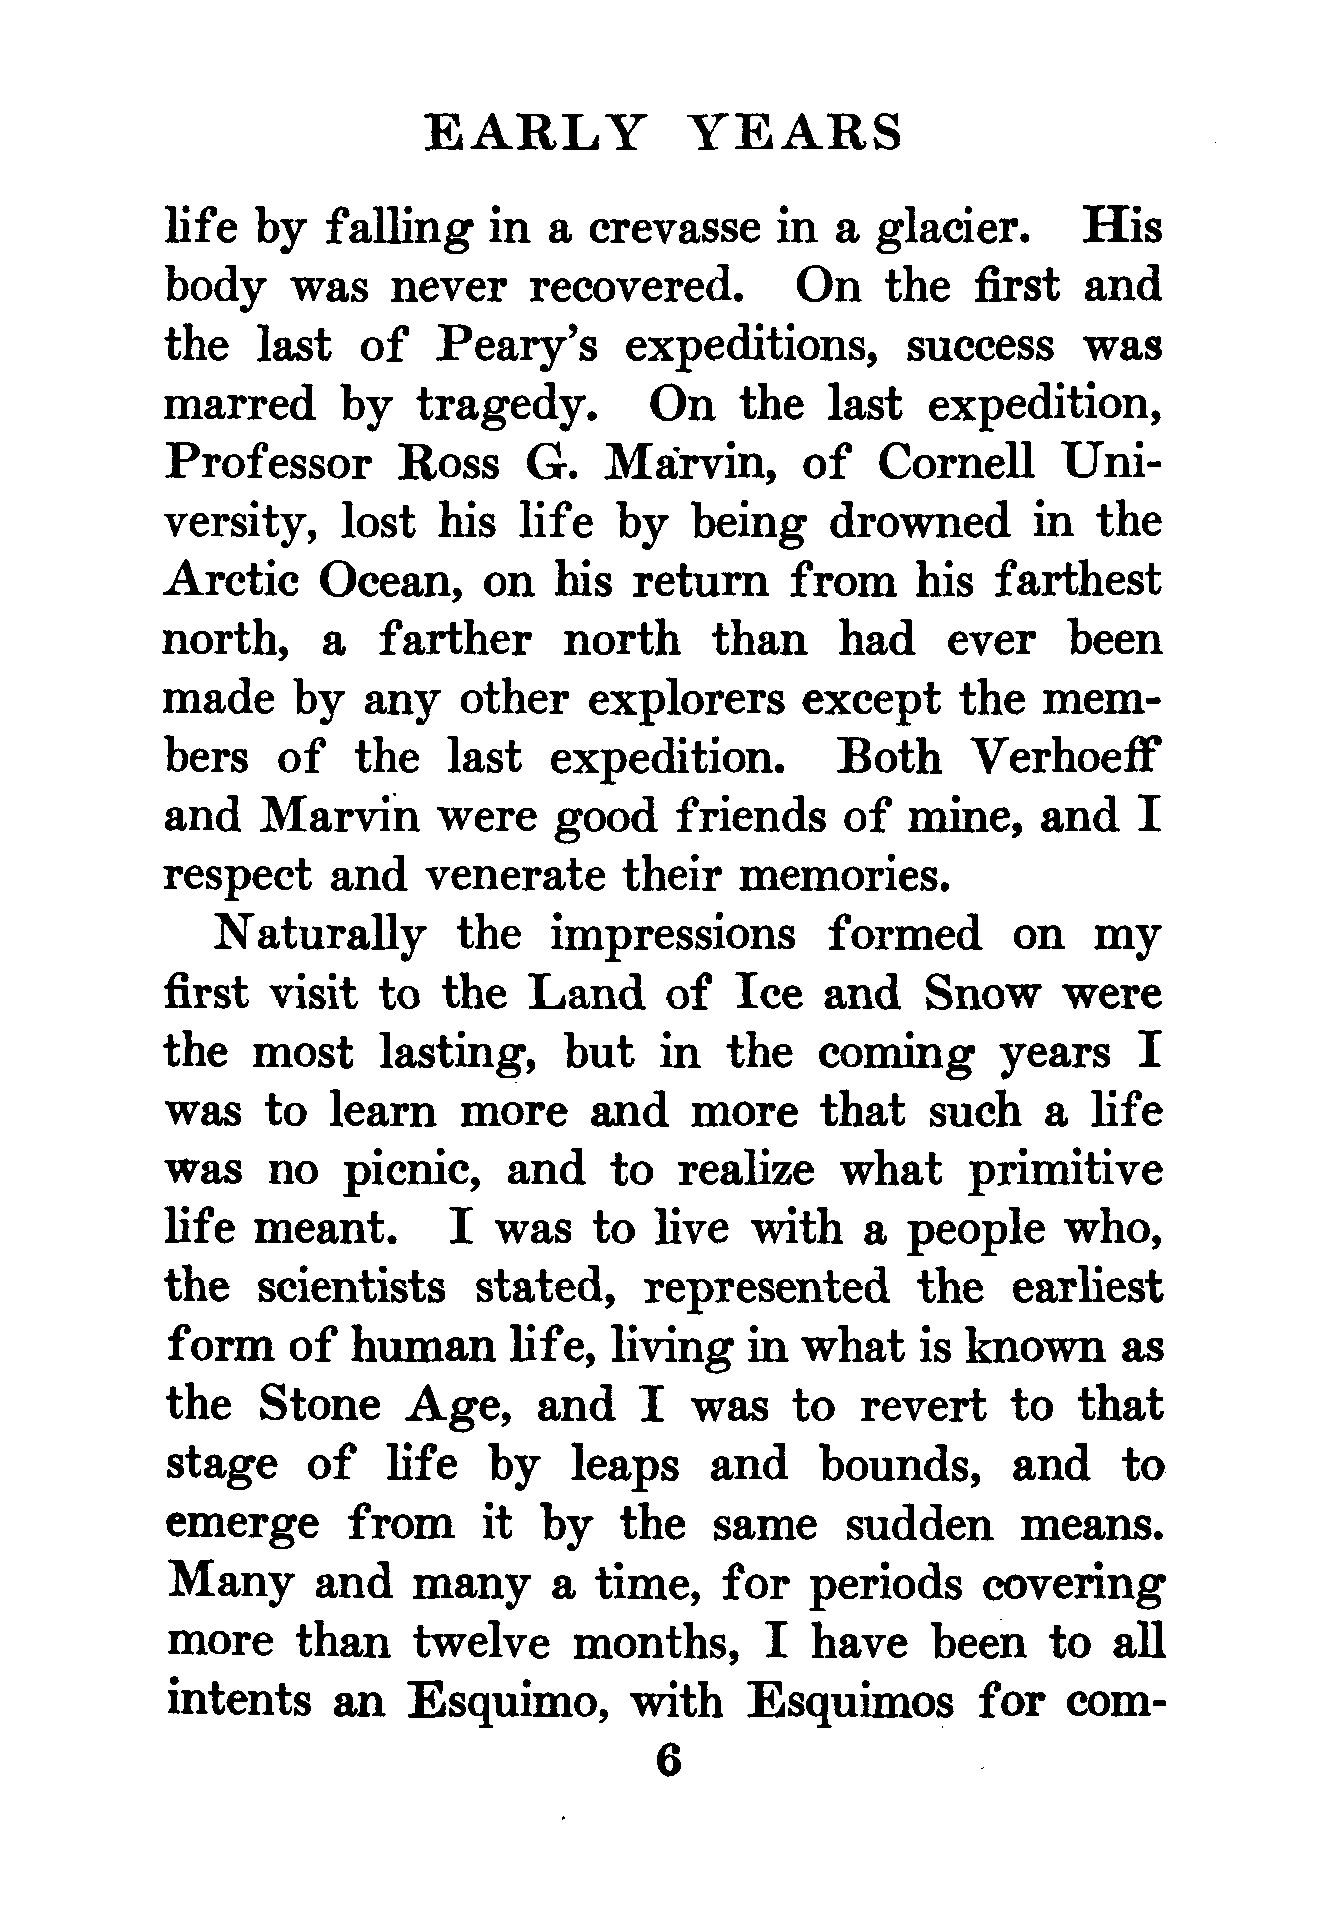 EARLY YEARS
life by falling in a crevasse in a glacier. His
body was never recovered. On the first and
the last of Peary's expeditions, success was
marred by tragedy. On the last expedition,
Professor Ross G. Marvin, of Cornell Uni-
versity, lost his life by being drowned in the
Arctic Ocean, on his return from his farthest
north, a farther north than had ever been
made by any other explorers except the mem-
bers of the last expedition. Both Verhoeff
and Marvin were good friends of mine, and I
respect and venerate their memories.
Naturally the impressions formed on my
first visit to the Land of Ice and Snow were
the most lasting, but in the coming years I
was to learn more and more that such a life
was no picnic, and to realize what primitive
life meant. I was to live with a people who,
the scientists stated, represented the earliest
form of human life, living in what is known as
the Stone Age, and I was to revert to that
stage of life by leaps and bounds, and to
emerge from it by the same sudden means.
Many and many a time, for periods covering
more than twelve months, I have been to all
intents an Esquimo, with Esquimos for com-
6